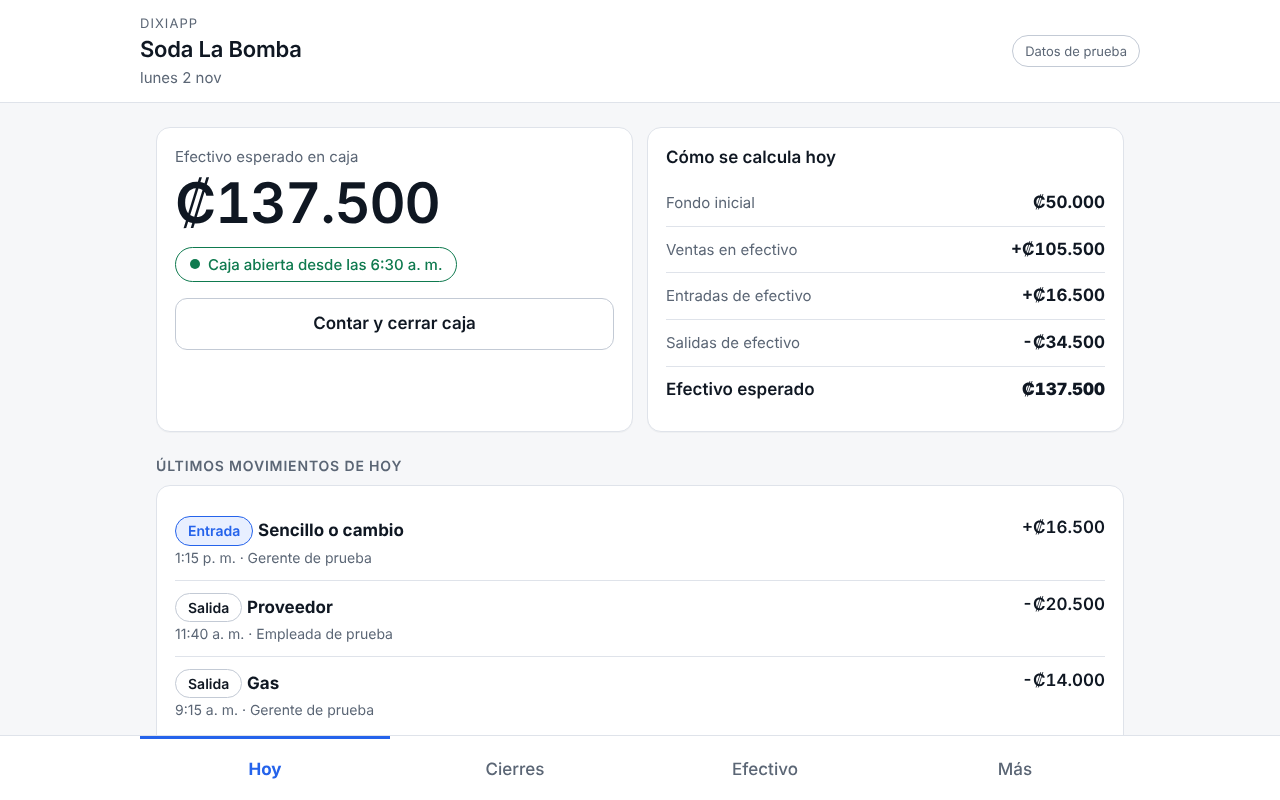 DIXIAPP
Soda La Bomba
lunes 2 nov
Datos de prueba
Efectivo esperado en caja
₡137.500
Caja abierta desde las 6:30 a. m.
Contar y cerrar caja
Cómo se calcula hoy
Fondo inicial ₡50.000
Ventas en efectivo +₡105.500
Entradas de efectivo +₡16.500
Salidas de efectivo -₡34.500
Efectivo esperado ₡137.500
ÚLTIMOS MOVIMIENTOS DE HOY
Entrada Sencillo o cambio +₡16.500
1:15 p. m. · Gerente de prueba
Salida Proveedor -₡20.500
11:40 a. m. · Empleada de prueba
Salida Gas -₡14.000
9:15 a. m. · Gerente de prueba
Hoy Cierres Efectivo Más